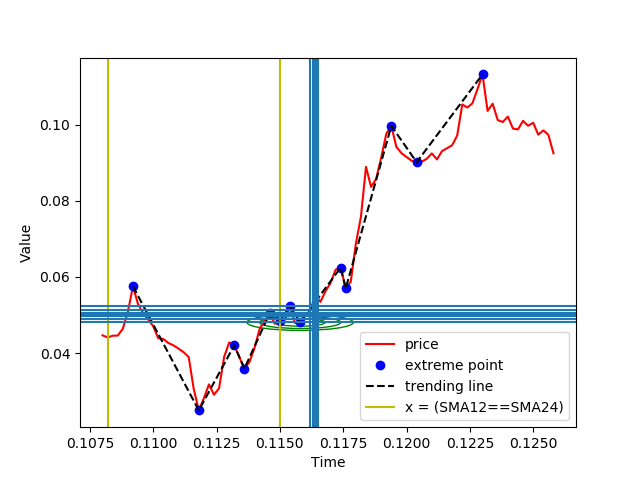 0.10
0.08
0.06
0.04
Value
price
extreme point
trending line
x = (SMA12==SMA24)
0.1075 0.1100 0.1125 0.1150 0.1175 0.1200 0.1225 0.1250
Time